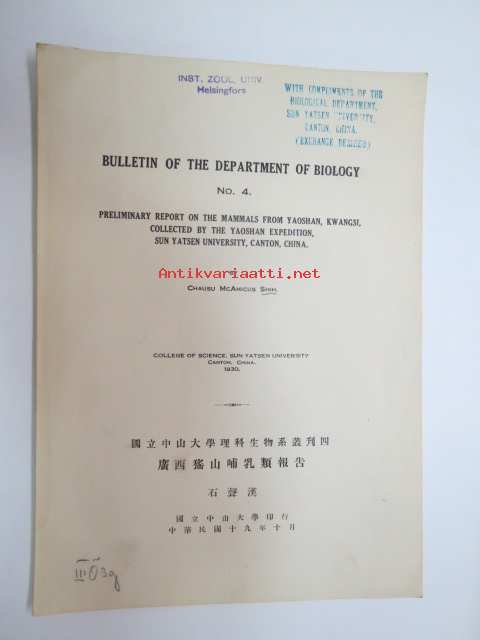 INST. ZOOL. UNIV.
Helsingfors
WITH COMPLIMENTS OF THE
BIOLOGICAL DEPARTMENT,
SUN YATSEN UNIVERSITY,
CANTON, CHINA.
(EXCHANGE DESIRED)
BULLETIN OF THE DEPARTMENT OF BIOLOGY
No. 4.
PRELIMINARY REPORT ON THE MAMMALS FROM YAOSHAN, KWANGSI,
COLLECTED BY THE YAOSHAN EXPEDITION,
SUN YATSEN UNIVERSITY, CANTON, CHINA.
Antikvariaatti.net
CHAUSU McAMICUS SHIH.
COLLEGE OF SCIENCE, SUN YATSEN UNIVERSITY
CANTON, CHINA.
1930.
國立中山大學理科生物系叢刊四
廣西猺山哺乳類報告
石聲漢
國立中山大學印行
中華民國十九年十月